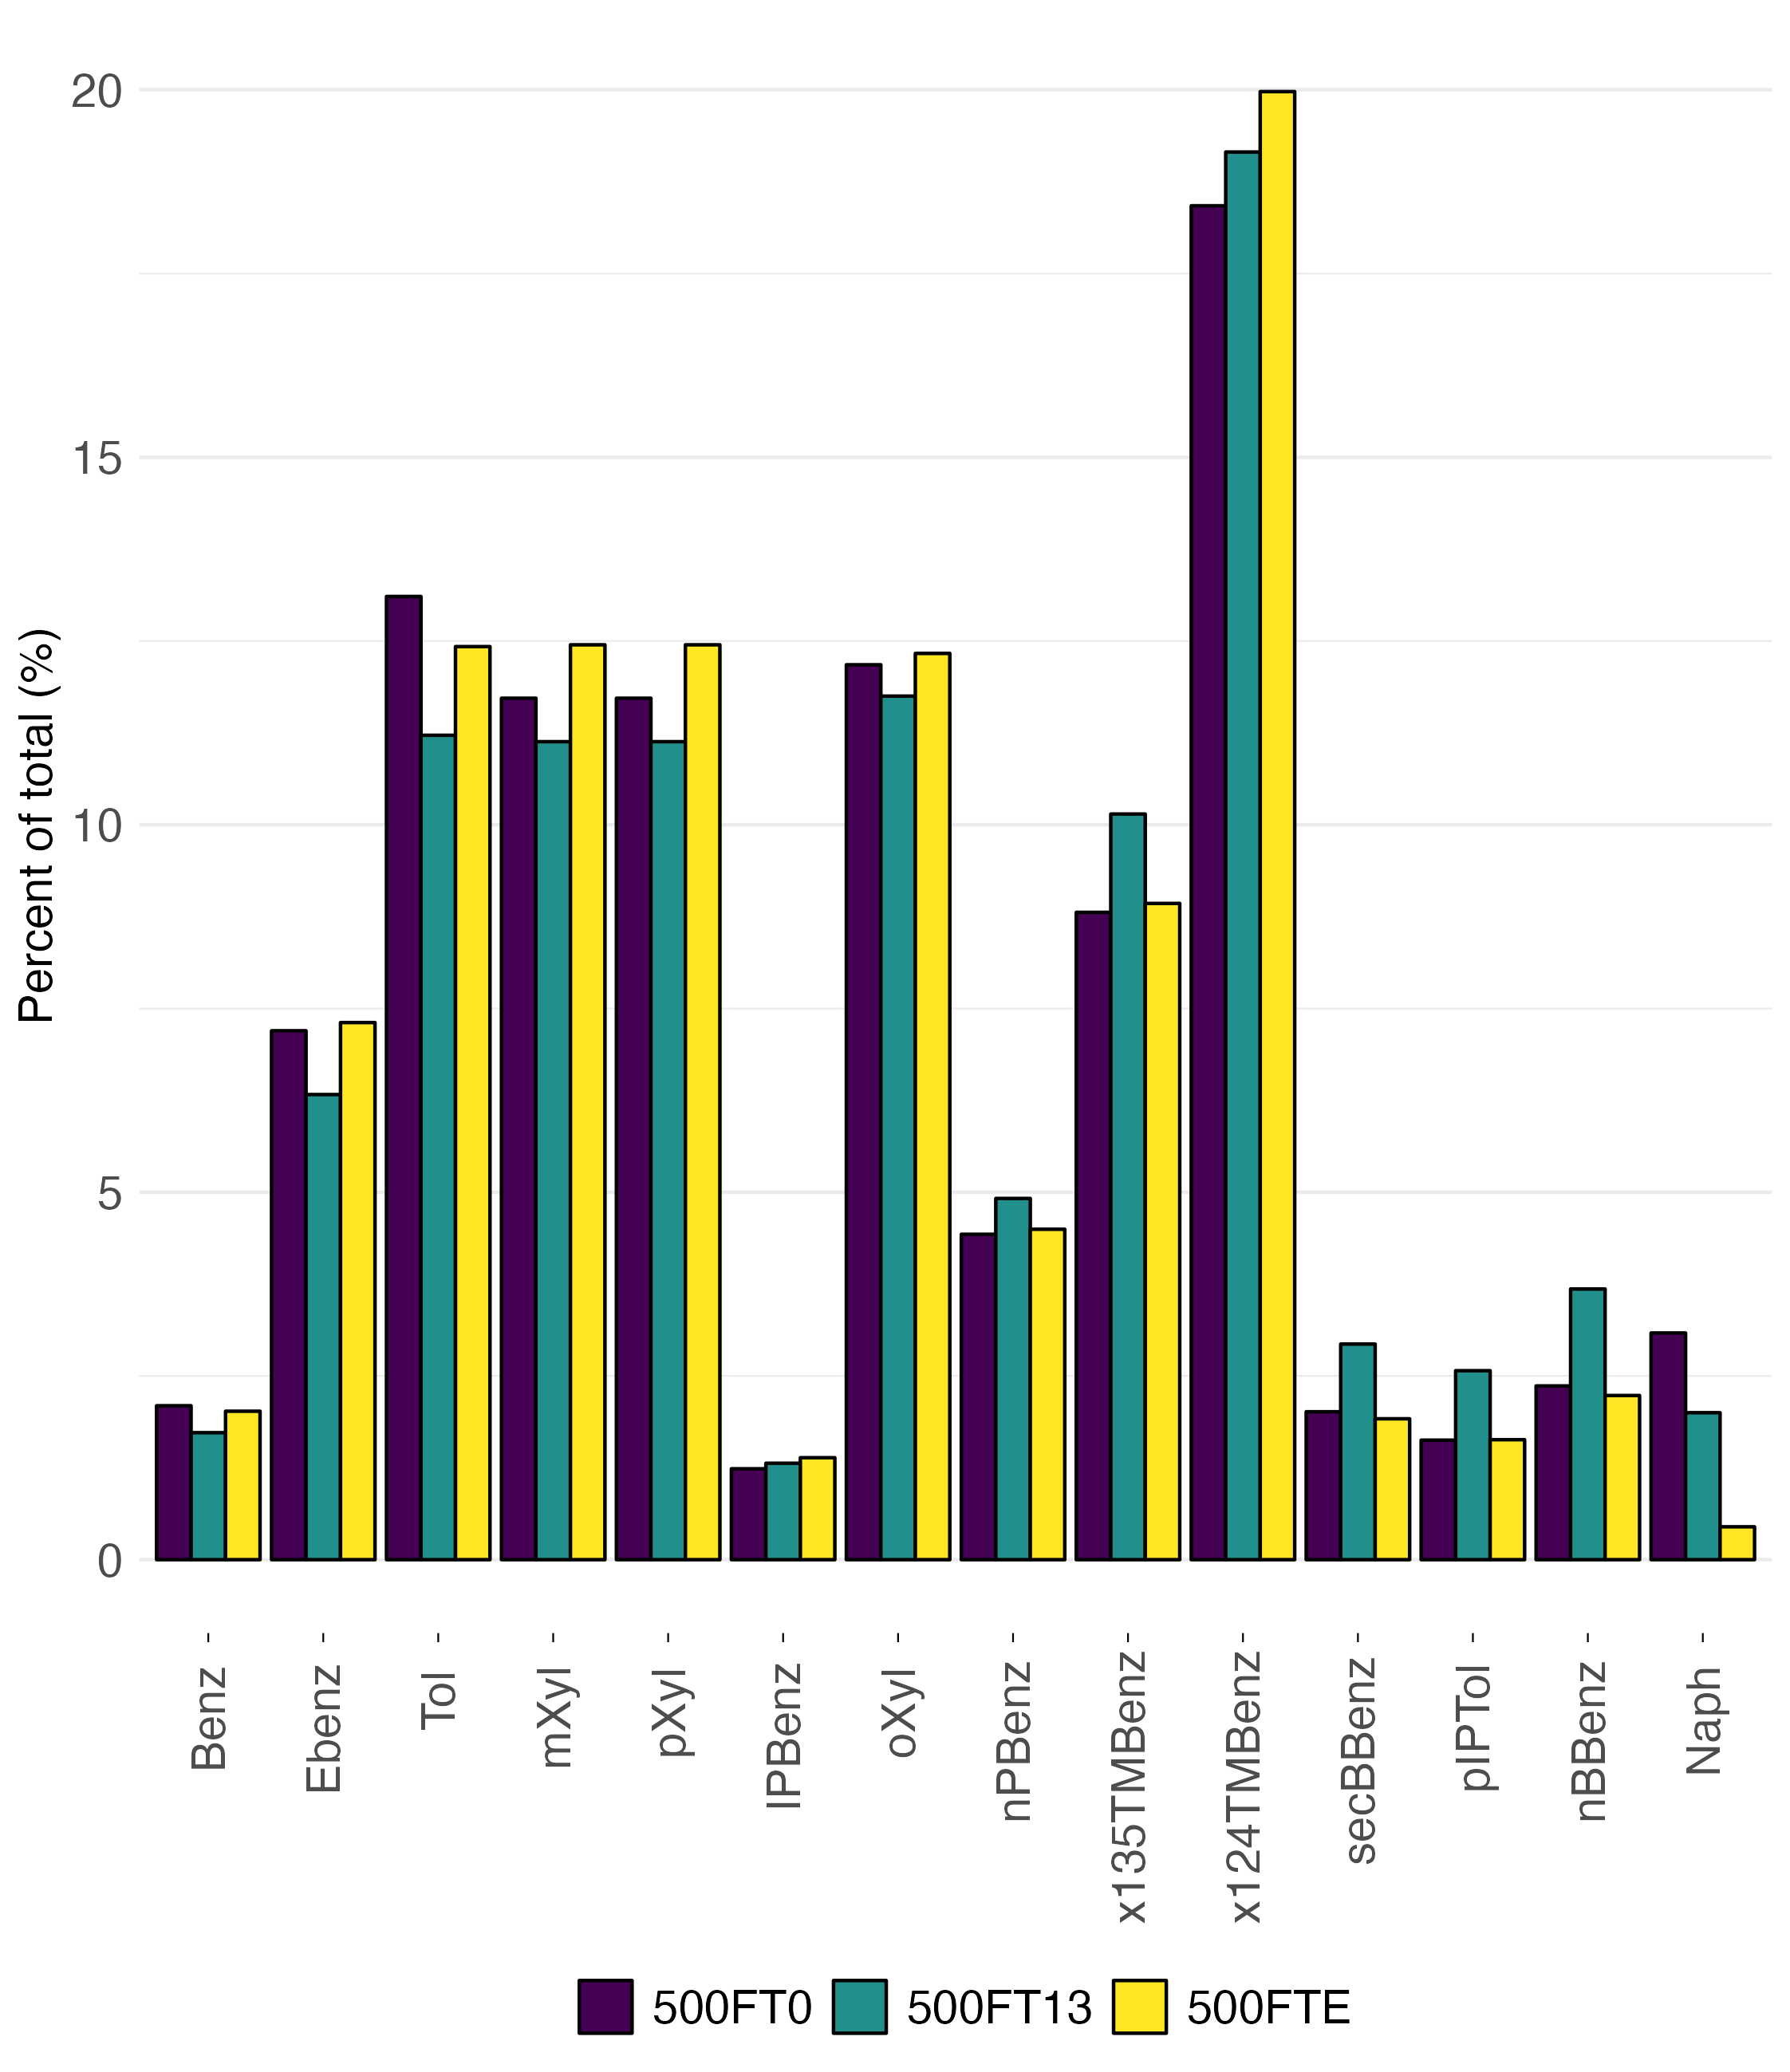 Percent of total (%)
20
15
10
5
0
Benz
Ebenz
Tol
mXyl
pXyl
IPBenz
oXyl
nPBenz
x135TMBenz
x124TMBenz
secBBenz
pIPTol
nBBenz
Naph
500FT0 500FT13 500FTE